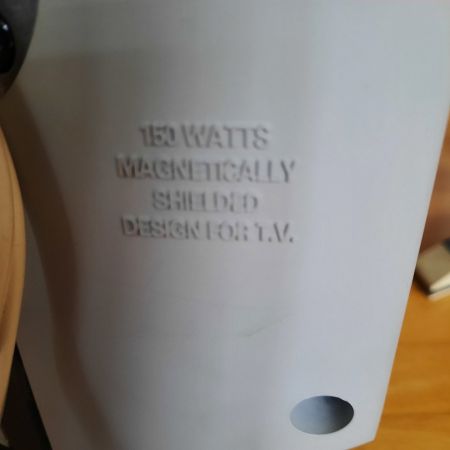 150 WATTS
MAGNETICALLY
SHIELDED
DESIGN FOR T.V.